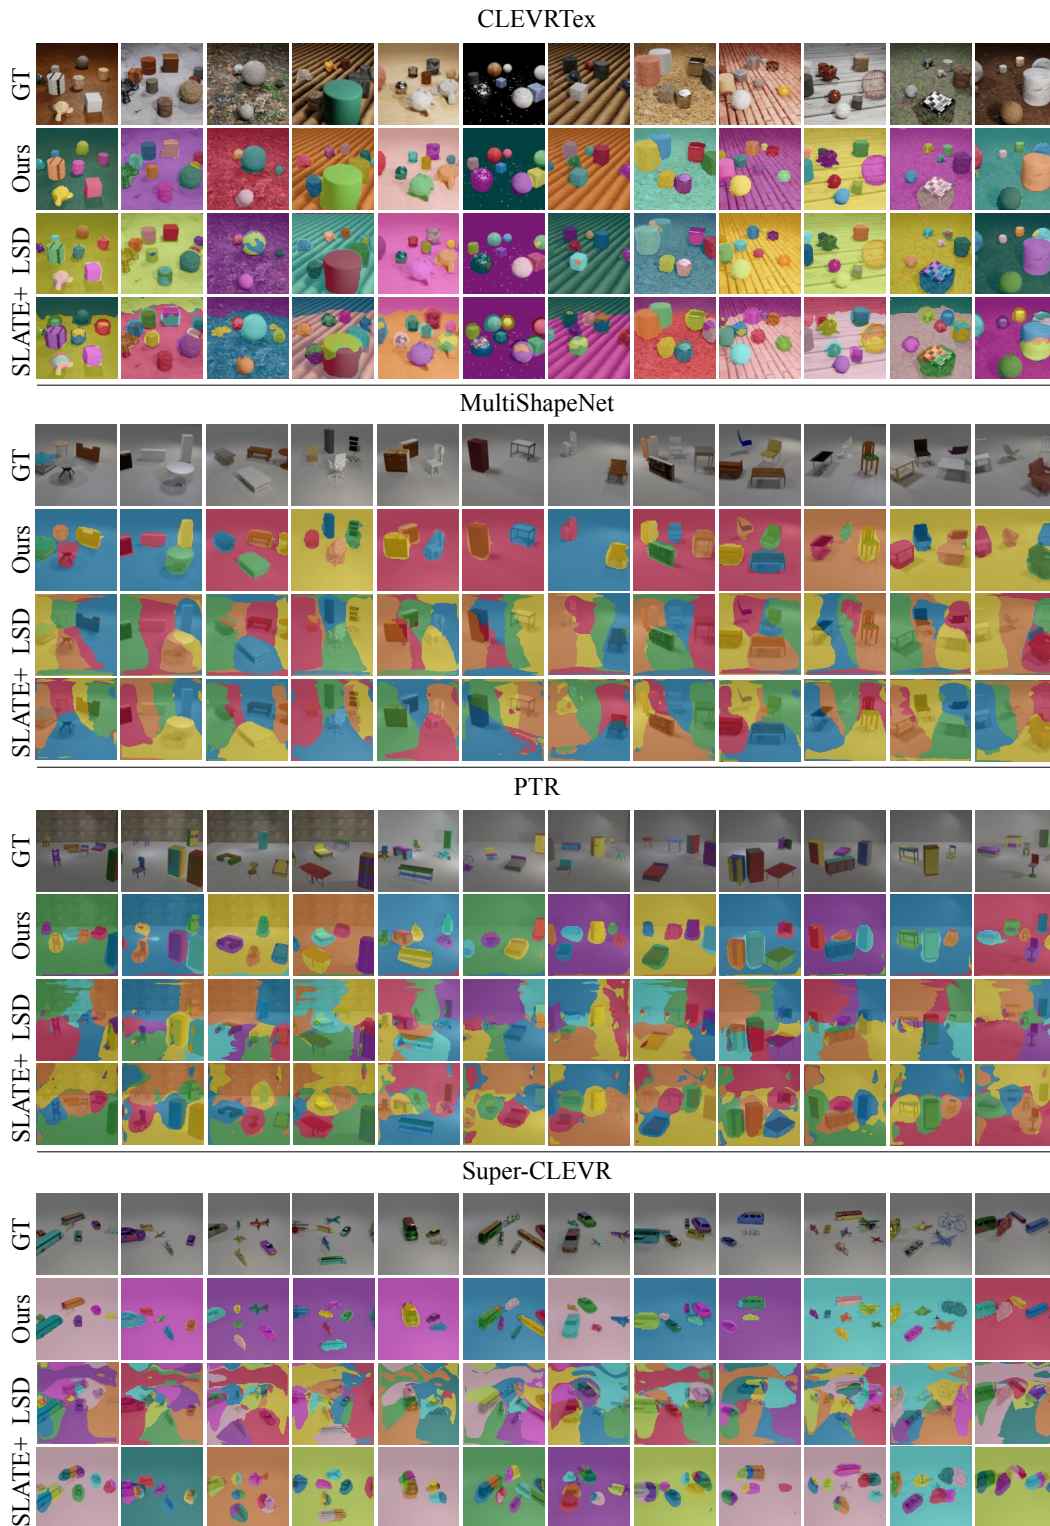 CLEVRTex
GT
Ours
LSD
SLATE+
MultiShapeNet
GT
Ours
LSD
SLATE+
PTR
GT
Ours
LSD
SLATE+
Super-CLEVR
GT
Ours
LSD
SLATE+